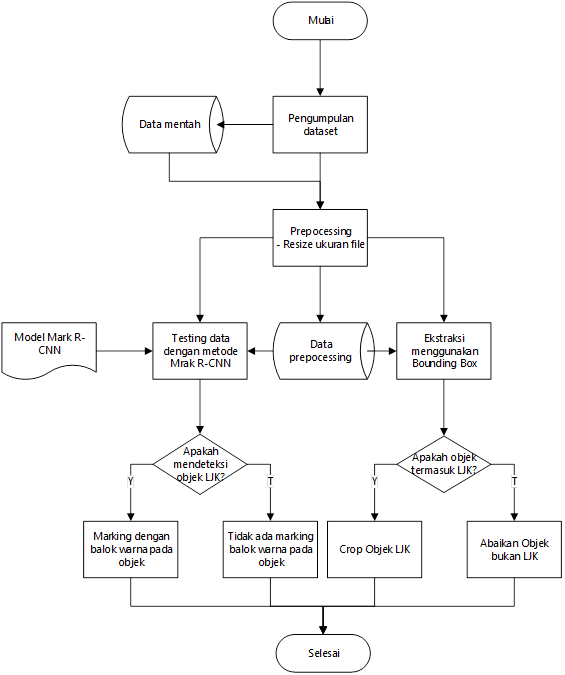 Mulai
Pengumpulan
dataset
Data mentah
Prepocessing
- Resize ukuran file
Model Mark R-
CNN
Testing data
dengan metode
Mrak R-CNN
Data
prepocessing
Ekstraksi
menggunakan
Bounding Box
Apakah
mendeteksi
objek LJK?
Apakah objek
termasuk LJK?
Y
T
Y
T
Marking dengan
balok warna pada
objek
Tidak ada marking
balok warna pada
objek
Crop Objek LJK
Abaikan Objek
bukan LJK
Selesai